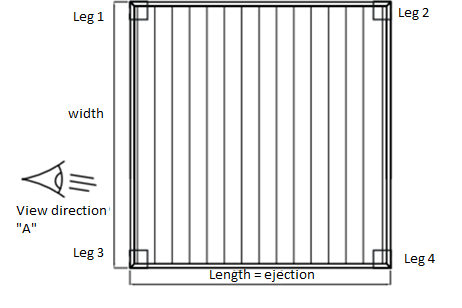 Leg 1
Leg 2
width
View direction
"A"
Leg 3
Leg 4
Length = ejection